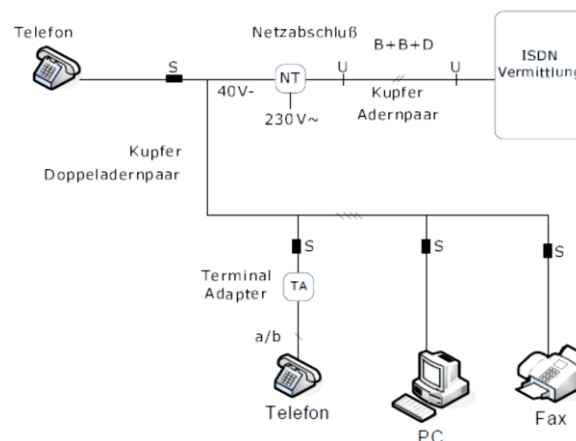 Telefon
S
Netzabschluß
NT
40V-
230V~
U
B+B+D
U
Kupfer
Adernpaar
ISDN
Vermittlung
Kupfer
Doppeladernpaar
S
S
S
Terminal
Adapter
TA
a/b
Telefon
PC
Fax